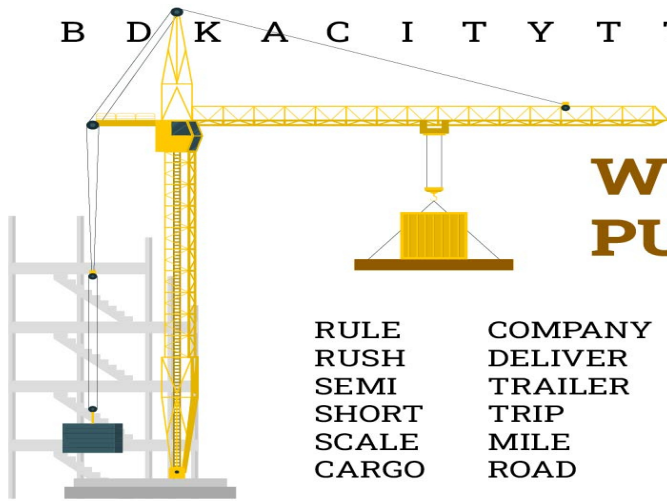 B D K A C I T Y T
RULE COMPANY
RUSH DELIVER
SEMI TRAILER
SHORT TRIP
SCALE MILE
CARGO ROAD